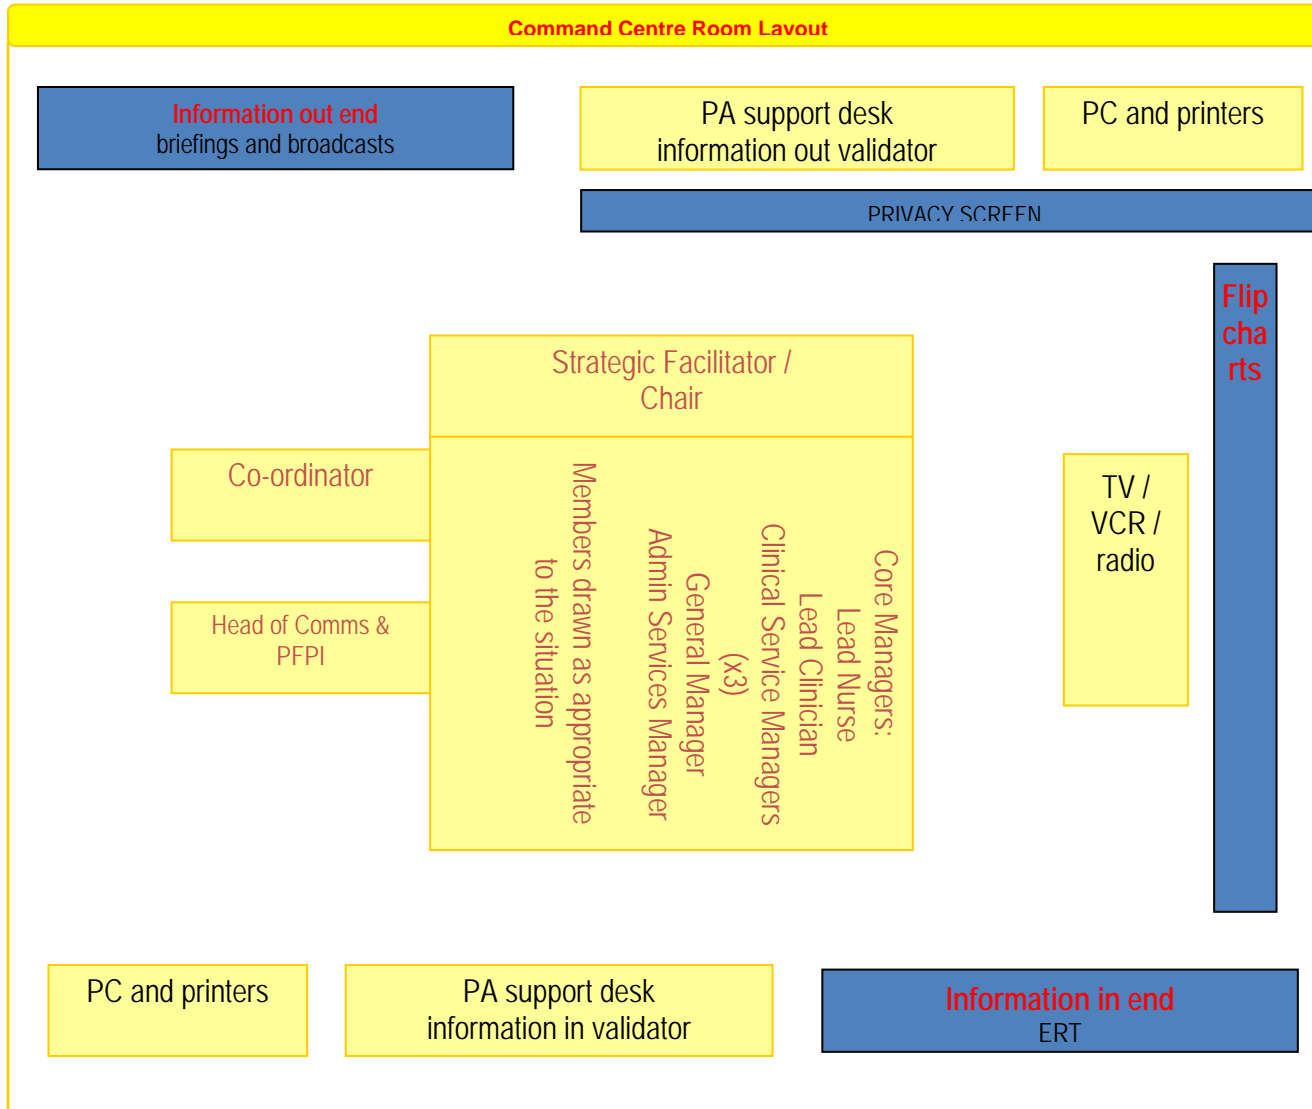 Command Centre Room Layout
Information out end
briefings and broadcasts
PA support desk
information out validator
PC and printers
PRIVACY SCREEN
Flip
cha
rts
Strategic Facilitator /
Chair
Co-ordinator
Head of Comms &
PFPI
Core Managers:
Lead Nurse
Lead Clinician
Clinical Service Managers
(x3)
General Manager
Admin Services Manager
Members drawn as appropriate
to the situation
TV /
VCR /
radio
PC and printers
PA support desk
information in validator
Information in end
ERT